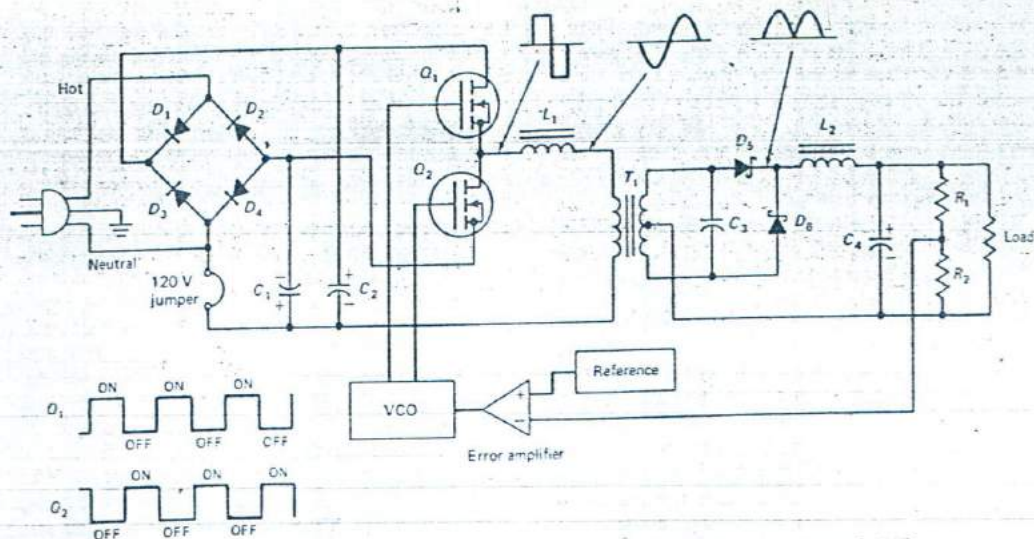 Hot
D1
D2
D3
D4
Neutral
120 V
jumper
C1
C2
Q1
Q2
L1
T1
C3
D5
D6
L2
C4
R1
R2
Load
VCO
Reference
+
−
Error amplifier
Q1
ON
ON
ON
OFF
OFF
OFF
Q2
ON
ON
ON
OFF
OFF
OFF